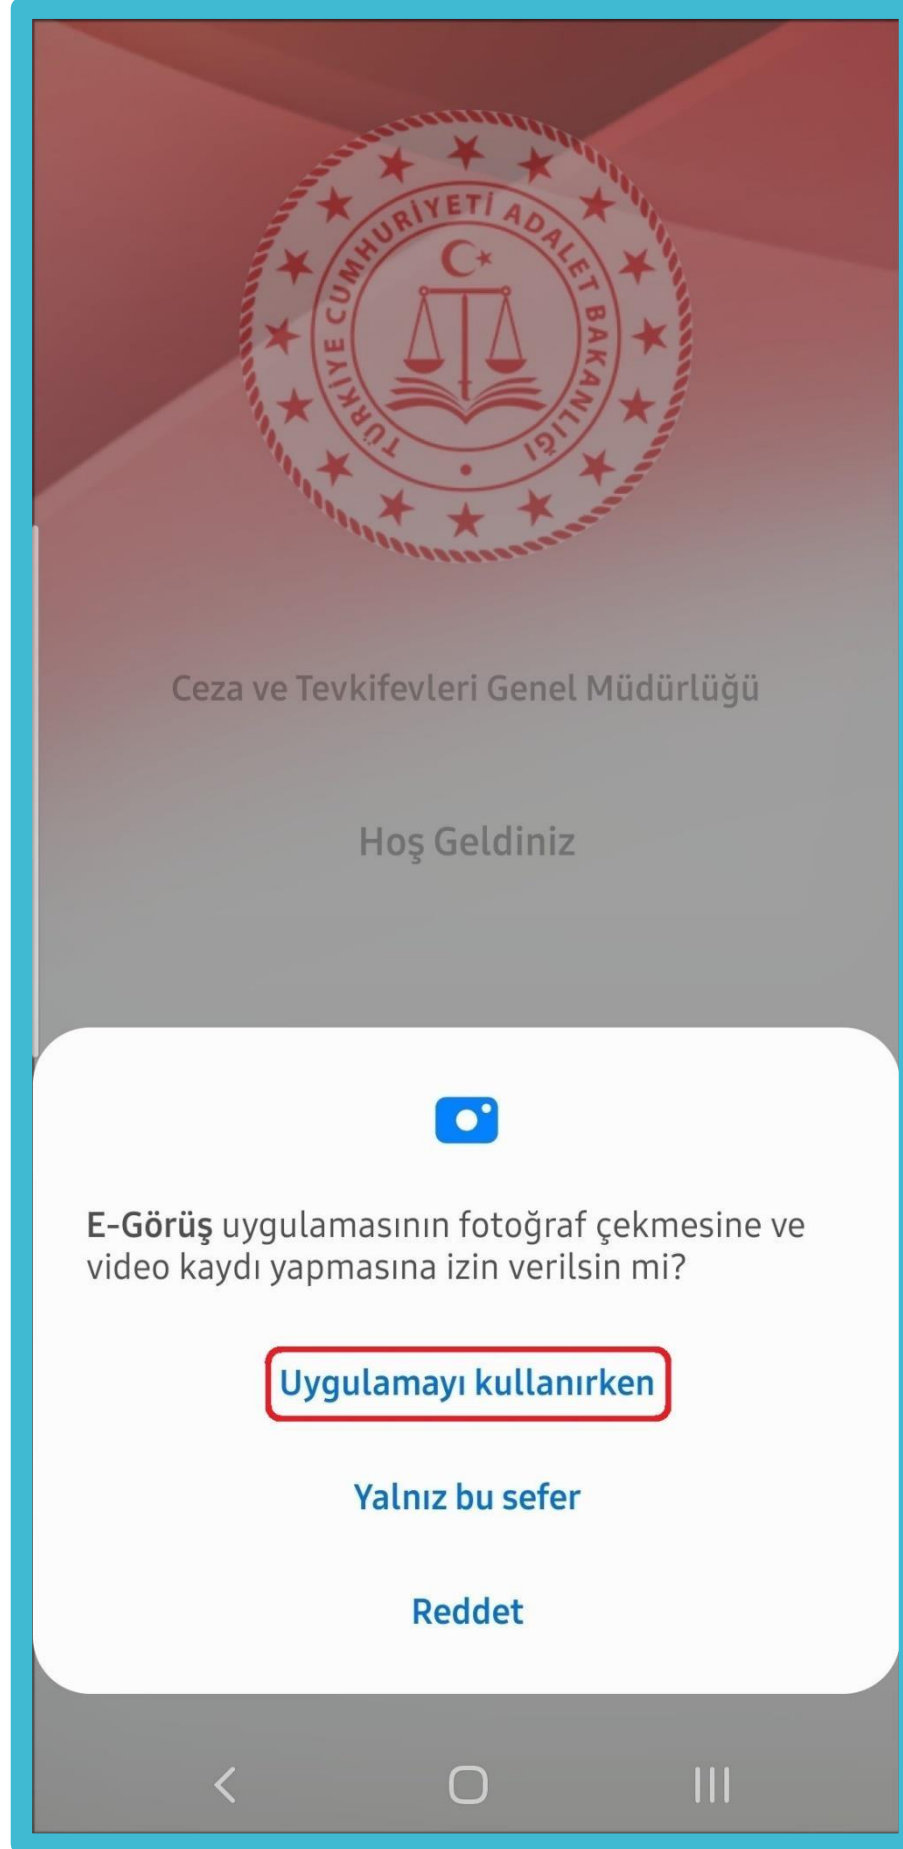 TÜRKİYE CUMHURİYETİ ADALET BAKANLIĞI
Ceza ve Tevkifevleri Genel Müdürlüğü
Hoş Geldiniz
E-Görüş uygulamasının fotoğraf çekmesine ve
video kaydı yapmasına izin verilsin mi?
Uygulamayı kullanırken
Yalnız bu sefer
Reddet